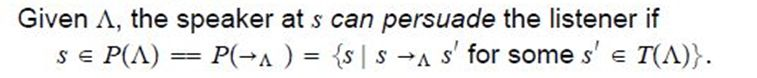 Given Λ, the speaker at s can persuade the listener if
s ∈ P(Λ) == P(→Λ ) = {s | s →Λ s' for some s' ∈ T(Λ)}.